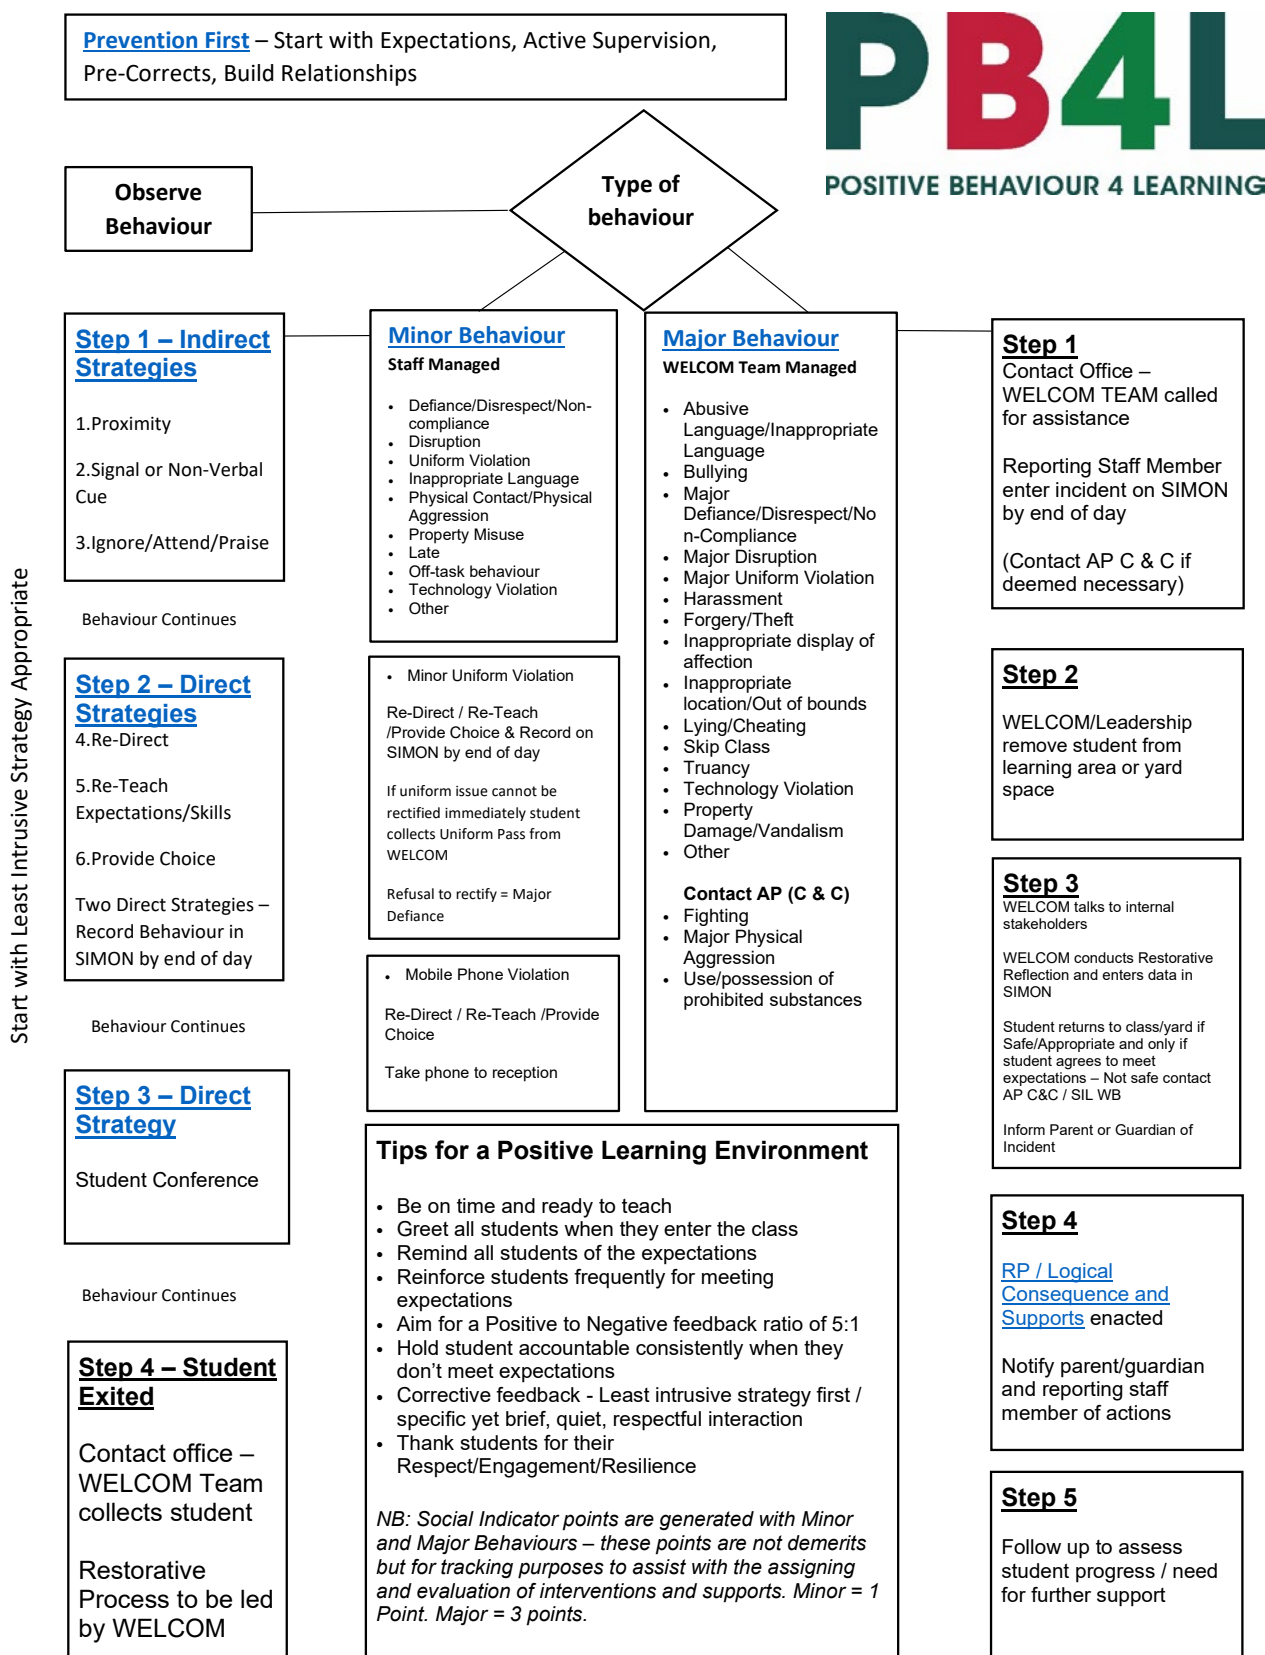 Prevention First – Start with Expectations, Active Supervision,
Pre-Corrects, Build Relationships
PB4L
POSITIVE BEHAVIOUR 4 LEARNING
Observe
Behaviour
Type of
behaviour
Start with Least Intrusive Strategy Appropriate
Step 1 – Indirect
Strategies
1.Proximity
2.Signal or Non-Verbal
Cue
3.Ignore/Attend/Praise
Behaviour Continues
Step 2 – Direct
Strategies
4.Re-Direct
5.Re-Teach
Expectations/Skills
6.Provide Choice
Two Direct Strategies –
Record Behaviour in
SIMON by end of day
Behaviour Continues
Step 3 – Direct
Strategy
Student Conference
Behaviour Continues
Step 4 – Student
Exited
Contact office –
WELCOM Team
collects student
Restorative
Process to be led
by WELCOM
Minor Behaviour
Staff Managed
• Defiance/Disrespect/Non-
compliance
• Disruption
• Uniform Violation
• Inappropriate Language
• Physical Contact/Physical
Aggression
• Property Misuse
• Late
• Off-task behaviour
• Technology Violation
• Other
• Minor Uniform Violation
Re-Direct / Re-Teach
/Provide Choice & Record on
SIMON by end of day
If uniform issue cannot be
rectified immediately student
collects Uniform Pass from
WELCOM
Refusal to rectify = Major
Defiance
• Mobile Phone Violation
Re-Direct / Re-Teach /Provide
Choice
Take phone to reception
Major Behaviour
WELCOM Team Managed
• Abusive
Language/Inappropriate
Language
• Bullying
• Major
Defiance/Disrespect/No
n-Compliance
• Major Disruption
• Major Uniform Violation
• Harassment
• Forgery/Theft
• Inappropriate display of
affection
• Inappropriate
location/Out of bounds
• Lying/Cheating
• Skip Class
• Truancy
• Technology Violation
• Property
Damage/Vandalism
• Other
Contact AP (C & C)
• Fighting
• Major Physical
Aggression
• Use/possession of
prohibited substances
Tips for a Positive Learning Environment
• Be on time and ready to teach
• Greet all students when they enter the class
• Remind all students of the expectations
• Reinforce students frequently for meeting
expectations
• Aim for a Positive to Negative feedback ratio of 5:1
• Hold student accountable consistently when they
don’t meet expectations
• Corrective feedback - Least intrusive strategy first /
specific yet brief, quiet, respectful interaction
• Thank students for their
Respect/Engagement/Resilience
NB: Social Indicator points are generated with Minor
and Major Behaviours – these points are not demerits
but for tracking purposes to assist with the assigning
and evaluation of interventions and supports. Minor = 1
Point. Major = 3 points.
Step 1
Contact Office –
WELCOM TEAM called
for assistance
Reporting Staff Member
enter incident on SIMON
by end of day
(Contact AP C & C if
deemed necessary)
Step 2
WELCOM/Leadership
remove student from
learning area or yard
space
Step 3
WELCOM talks to internal
stakeholders
WELCOM conducts Restorative
Reflection and enters data in
SIMON
Student returns to class/yard if
Safe/Appropriate and only if
student agrees to meet
expectations – Not safe contact
AP C&C / SIL WB
Inform Parent or Guardian of
Incident
Step 4
RP / Logical
Consequence and
Supports enacted
Notify parent/guardian
and reporting staff
member of actions
Step 5
Follow up to assess
student progress / need
for further support